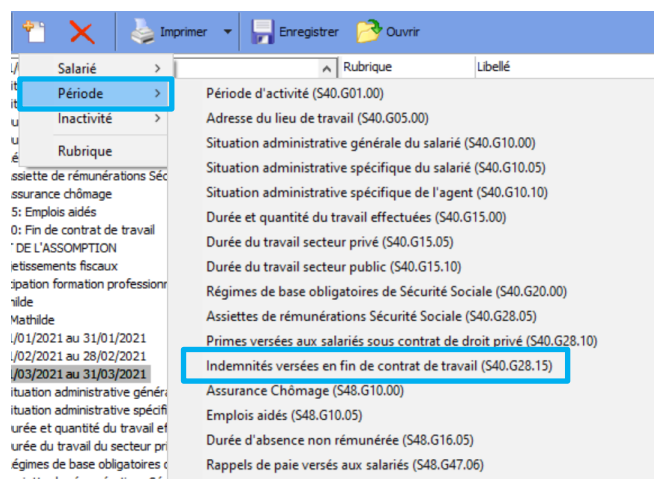 Imprimer Enregistrer Ouvrir
Rubrique Libellé
Salarié >
Période >
Inactivité >
Rubrique
Période d'activité (S40.G01.00)
Adresse du lieu de travail (S40.G05.00)
Situation administrative générale du salarié (S40.G10.00)
Situation administrative spécifique du salarié (S40.G10.05)
Situation administrative spécifique de l'agent (S40.G10.10)
Durée et quantité du travail effectuées (S40.G15.00)
Durée du travail secteur privé (S40.G15.05)
Durée du travail secteur public (S40.G15.10)
Régimes de base obligatoires de Sécurité Sociale (S40.G20.00)
Assiettes de rémunérations Sécurité Sociale (S40.G28.05)
Primes versées aux salariés sous contrat de droit privé (S40.G28.10)
Indemnités versées en fin de contrat de travail (S40.G28.15)
Assurance Chômage (S48.G10.00)
Emplois aidés (S48.G10.05)
Durée d'absence non rémunérée (S48.G16.05)
Rappels de paie versés aux salariés (S48.G47.06)
ssiette de rémunérations Séc
ssurance chômage
5: Emplois aidés
0: Fin de contrat de travail
DE L'ASSOMPTION
jetissements fiscaux
cipation formation professionn
hilde
Mathilde
/01/2021 au 31/01/2021
/02/2021 au 28/02/2021
/03/2021 au 31/03/2021
ituation administrative généra
ituation administrative spécifi
urée et quantité du travail ef
urée du travail du secteur pri
égimes de base obligatoires d